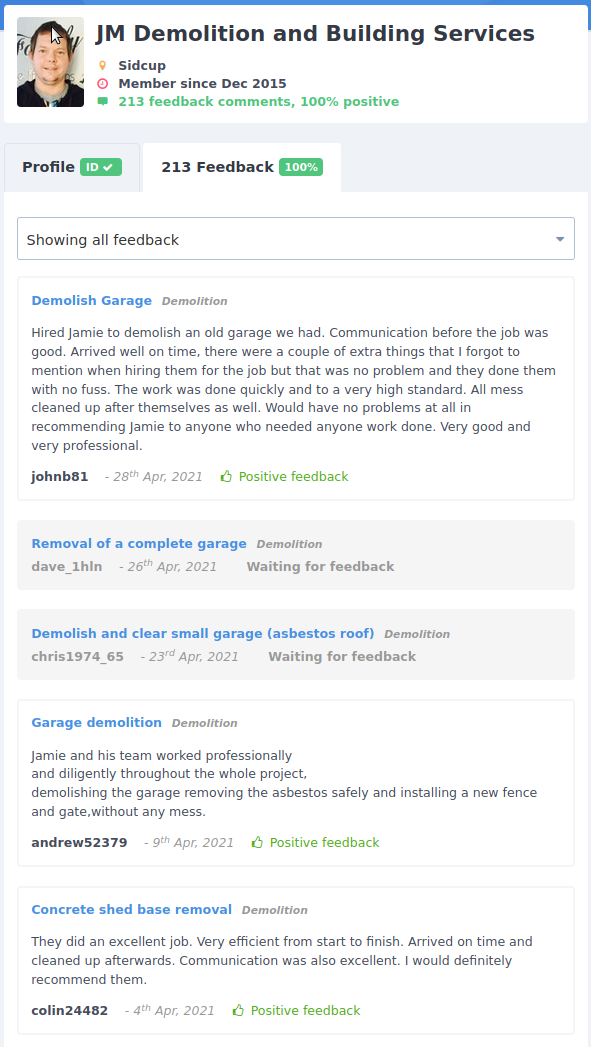 JM Demolition and Building Services
Sidcup
Member since Dec 2015
213 feedback comments, 100% positive
Profile ID
213 Feedback 100%
Showing all feedback
Demolish Garage Demolition
Hired Jamie to demolish an old garage we had. Communication before the job was
good. Arrived well on time, there were a couple of extra things that I forgot to
mention when hiring them for the job but that was no problem and they done them
with no fuss. The work was done quickly and to a very high standard. All mess
cleaned up after themselves as well. Would have no problems at all in
recommending Jamie to anyone who needed anyone work done. Very good and
very professional.
johnb81 - 28th Apr, 2021 Positive feedback
Removal of a complete garage Demolition
dave_1hln - 26th Apr, 2021 Waiting for feedback
Demolish and clear small garage (asbestos roof) Demolition
chris1974_65 - 23rd Apr, 2021 Waiting for feedback
Garage demolition Demolition
Jamie and his team worked professionally
and diligently throughout the whole project,
demolishing the garage removing the asbestos safely and installing a new fence
and gate,without any mess.
andrew52379 - 9th Apr, 2021 Positive feedback
Concrete shed base removal Demolition
They did an excellent job. Very efficient from start to finish. Arrived on time and
cleaned up afterwards. Communication was also excellent. I would definitely
recommend them.
colin24482 - 4th Apr, 2021 Positive feedback